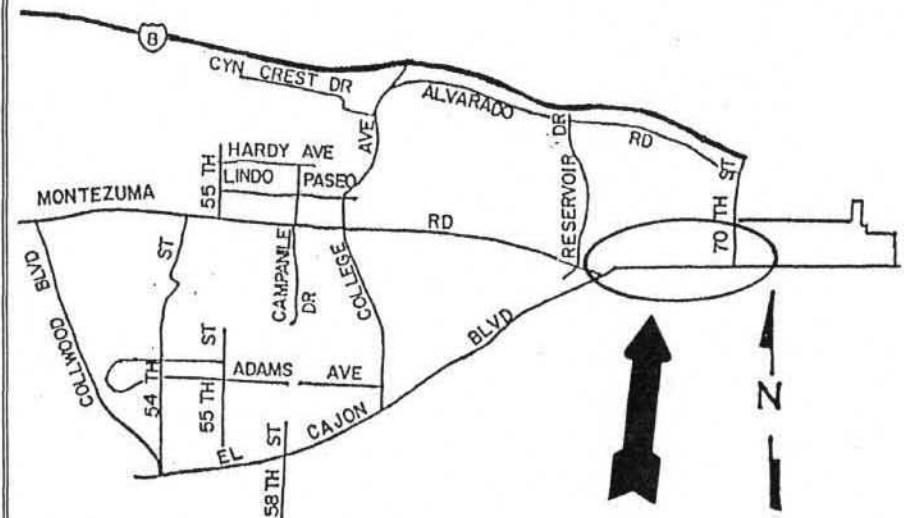 8
CYN CREST DR
ALVARADO
RD
HARDY AVE
LINDO PASEO
55 TH
AVE
RESERVOIR DR
70 TH ST
MONTEZUMA
RD
COLLWOOD BLVD
ST
54 TH
CAMPANILE DR
COLLEGE
BLVD
ST
55 TH
ADAMS AVE
EL CAJON
58 TH ST
N